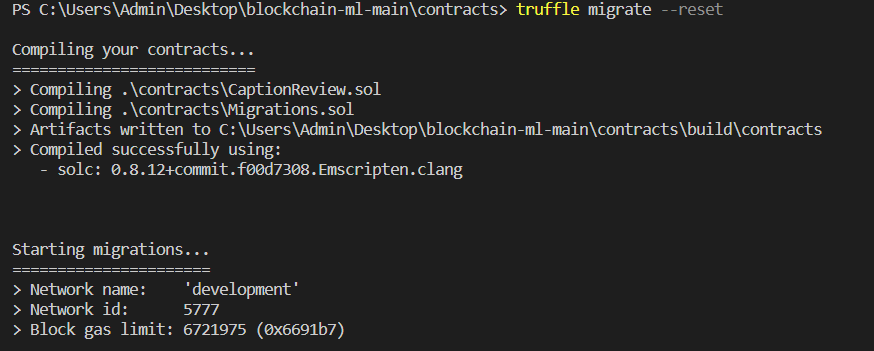 PS C:\Users\Admin\Desktop\blockchain-ml-main\contracts> truffle migrate --reset
Compiling your contracts...
===========================
> Compiling .\contracts\CaptionReview.sol
> Compiling .\contracts\Migrations.sol
> Artifacts written to C:\Users\Admin\Desktop\blockchain-ml-main\contracts\build\contracts
> Compiled successfully using:
   - solc: 0.8.12+commit.f00d7308.Emscripten.clang
Starting migrations...
======================
> Network name:    'development'
> Network id:      5777
> Block gas limit: 6721975 (0x6691b7)